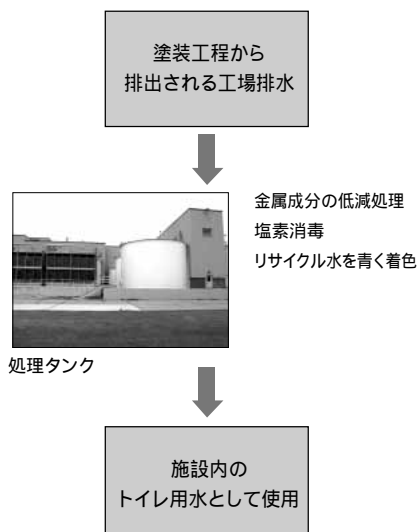 塗装工程から
排出される工場排水
金属成分の低減処理
塩素消毒
リサイクル水を青く着色
処理タンク
施設内の
トイレ用水として使用